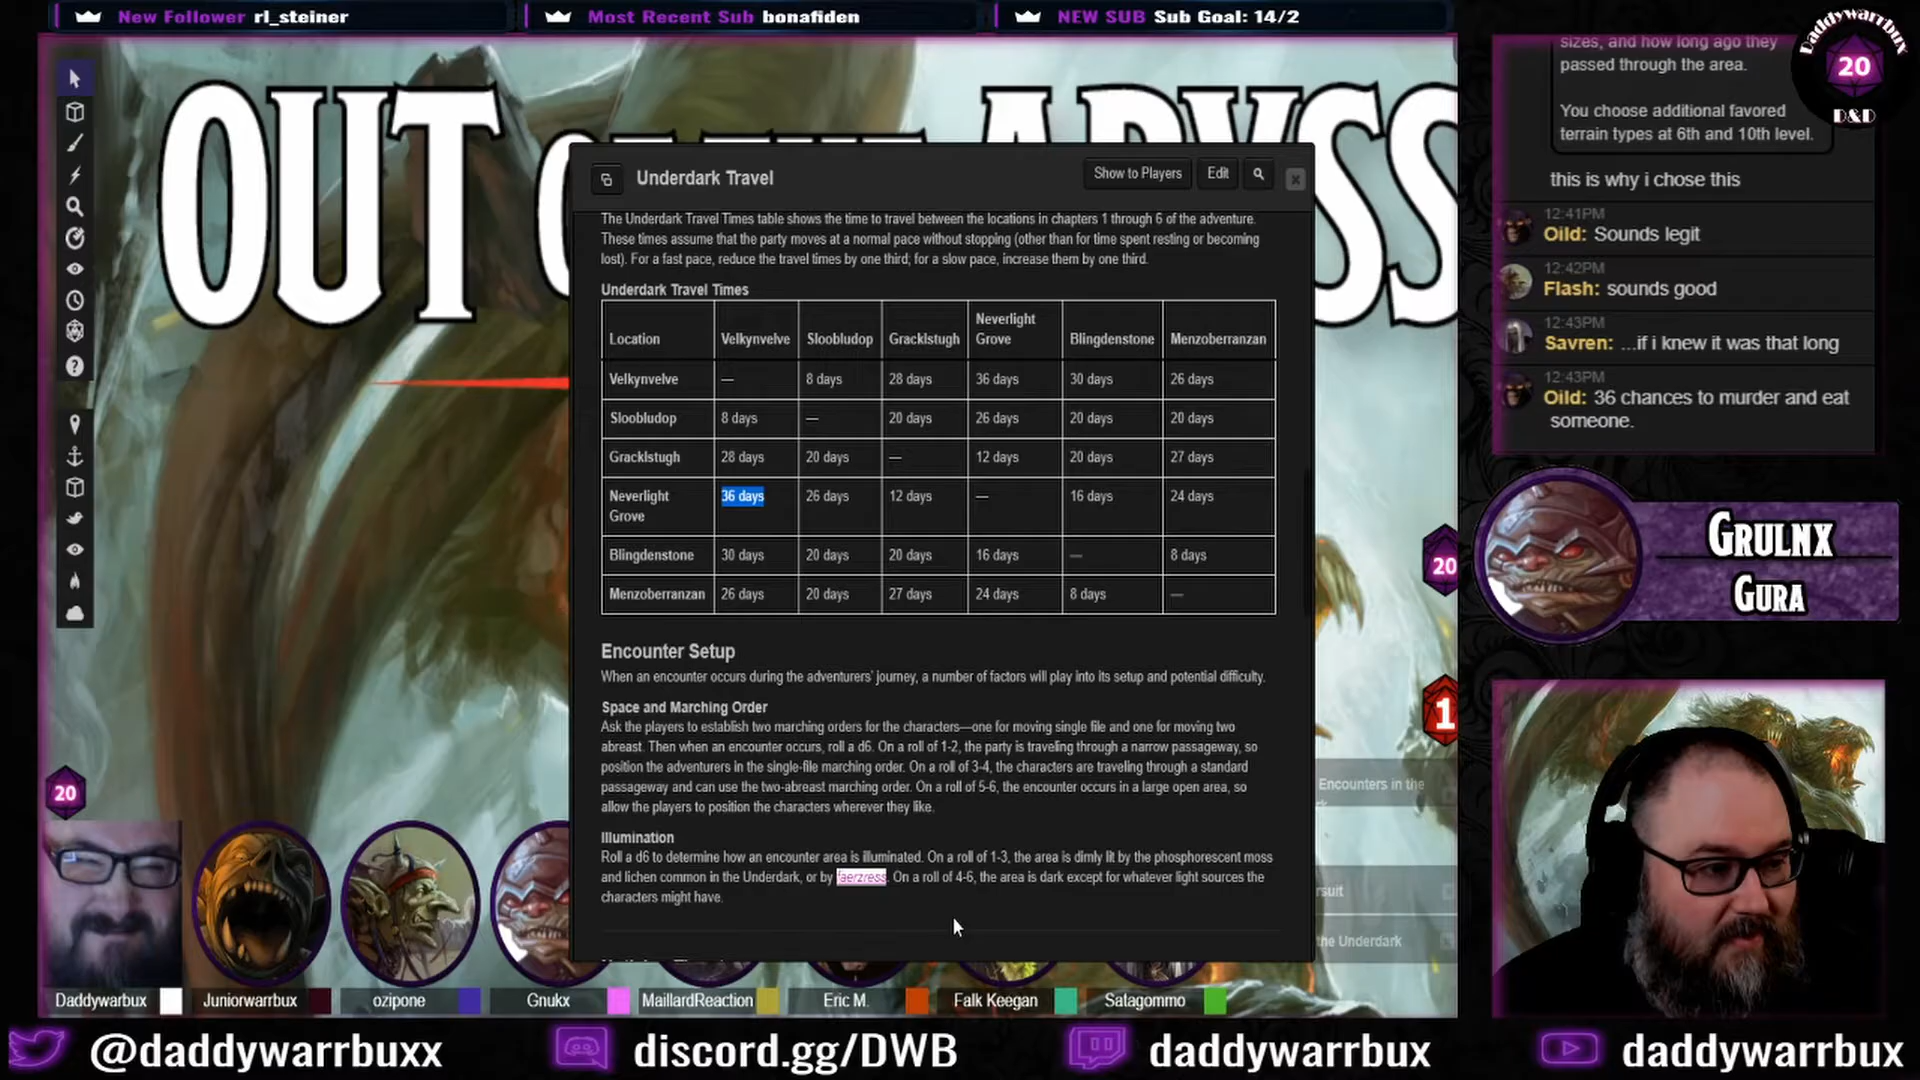 New Follower rl_steiner
Most Recent Sub bonafiden
NEW SUB Sub Goal: 14/2
Daddywarrbux
20
D&D
OUT OF THE ABYSS
Underdark Travel
Show to Players
Edit
The Underdark Travel Times table shows the time to travel between the locations in chapters 1 through 6 of the adventure.
These times assume that the party moves at a normal pace without stopping (other than for time spent resting or becoming
lost). For a fast pace, reduce the travel times by one third; for a slow pace, increase them by one third.
Underdark Travel Times
Location Velkynvelve Sloobludop Gracklstugh Neverlight Grove Blingdenstone Menzoberranzan
Velkynvelve — 8 days 28 days 36 days 30 days 26 days
Sloobludop 8 days — 20 days 26 days 20 days 20 days
Gracklstugh 28 days 20 days — 12 days 20 days 27 days
Neverlight Grove 36 days 26 days 12 days — 16 days 24 days
Blingdenstone 30 days 20 days 20 days 16 days — 8 days
Menzoberranzan 26 days 20 days 27 days 24 days 8 days —
Encounter Setup
When an encounter occurs during the adventurers' journey, a number of factors will play into its setup and potential difficulty.
Space and Marching Order
Ask the players to establish two marching orders for the characters—one for moving single file and one for moving two
abreast. Then when an encounter occurs, roll a d6. On a roll of 1-2, the party is traveling through a narrow passageway, so
position the adventurers in the single-file marching order. On a roll of 3-4, the characters are traveling through a standard
passageway and can use the two-abreast marching order. On a roll of 5-6, the encounter occurs in a large open area, so
allow the players to position the characters wherever they like.
Illumination
Roll a d6 to determine how an encounter area is illuminated. On a roll of 1-3, the area is dimly lit by the phosphorescent moss
and lichen common in the Underdark, or by faerzress. On a roll of 4-6, the area is dark except for whatever light sources the
characters might have.
sizes, and how long ago they
passed through the area.
You choose additional favored
terrain types at 6th and 10th level.
this is why i chose this
12:41PM
Oild: Sounds legit
12:42PM
Flash: sounds good
12:43PM
Savren: ...if i knew it was that long
12:43PM
Oild: 36 chances to murder and eat
someone.
GRULNX
GURA
20
1
20
Encounters in the
rsuit
the Underdark
Daddywarbux
Juniorwarrbux
ozipone
Gnukx
MaillardReaction
Eric M.
Falk Keegan
Satagommo
@daddywarrbuxx
discord.gg/DWB
daddywarrbux
daddywarrbux